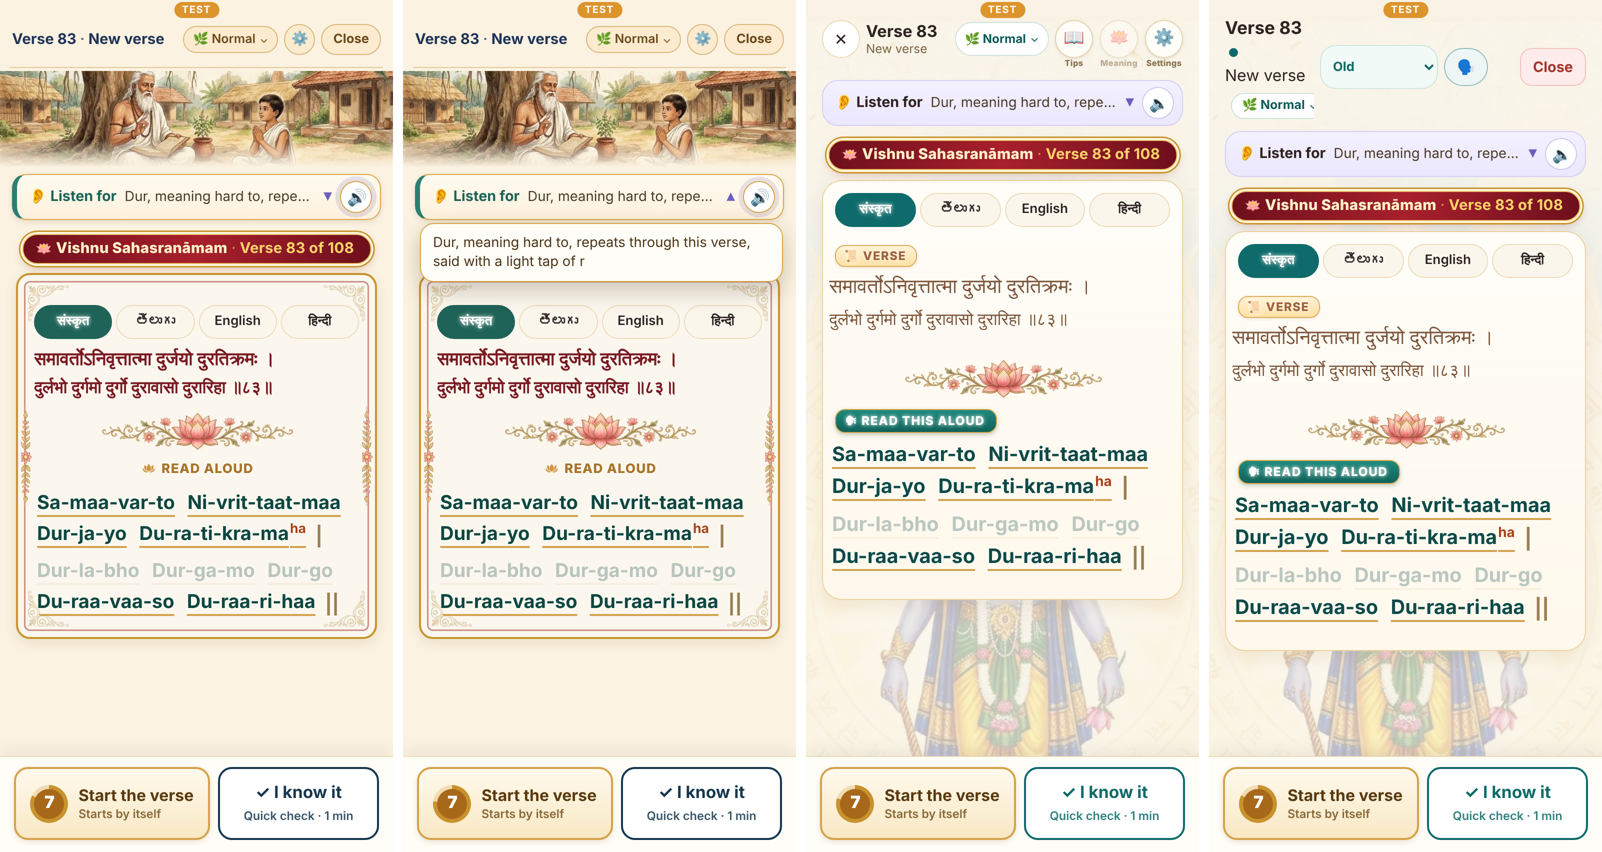 TEST
Verse 83 · New verse
🌿 Normal
⚙️
Close
👂 Listen for Dur, meaning hard to, repe... ▼ 🔊
🪷 Vishnu Sahasranāmam · Verse 83 of 108
संस्कृत తెలుగు English हिन्दी
समावर्तोऽनिवृत्तात्मा दुर्जयो दुरतिक्रमः ।
दुर्लभो दुर्गमो दुर्गो दुरावासो दुरारिहा ॥८३॥
🪷 READ ALOUD
Sa-maa-var-to Ni-vrit-taat-maa
Dur-ja-yo Du-ra-ti-kra-maha |
Dur-la-bho Dur-ga-mo Dur-go
Du-raa-vaa-so Du-raa-ri-haa ||
7 Start the verse
Starts by itself
✓ I know it
Quick check · 1 min
TEST
Verse 83 · New verse
🌿 Normal
⚙️
Close
👂 Listen for Dur, meaning hard to, repe... ▲ 🔊
Dur, meaning hard to, repeats through this verse,
said with a light tap of r
संस्कृत తెలుగు English हिन्दी
समावर्तोऽनिवृत्तात्मा दुर्जयो दुरतिक्रमः ।
दुर्लभो दुर्गमो दुर्गो दुरावासो दुरारिहा ॥८३॥
🪷 READ ALOUD
Sa-maa-var-to Ni-vrit-taat-maa
Dur-ja-yo Du-ra-ti-kra-maha |
Dur-la-bho Dur-ga-mo Dur-go
Du-raa-vaa-so Du-raa-ri-haa ||
7 Start the verse
Starts by itself
✓ I know it
Quick check · 1 min
TEST
✕
Verse 83
New verse
🌿 Normal
Tips
Meaning
Settings
👂 Listen for Dur, meaning hard to, repe... ▼ 🔈
🪷 Vishnu Sahasranāmam · Verse 83 of 108
संस्कृत తెలుగు English हिन्दी
📜 VERSE
समावर्तोऽनिवृत्तात्मा दुर्जयो दुरतिक्रमः ।
दुर्लभो दुर्गमो दुर्गो दुरावासो दुरारिहा ॥८३॥
🗣 READ THIS ALOUD
Sa-maa-var-to Ni-vrit-taat-maa
Dur-ja-yo Du-ra-ti-kra-maha |
Dur-la-bho Dur-ga-mo Dur-go
Du-raa-vaa-so Du-raa-ri-haa ||
7 Start the verse
Starts by itself
✓ I know it
Quick check · 1 min
TEST
Verse 83
•
New verse
🌿 Normal
Old
🗣️
Close
👂 Listen for Dur, meaning hard to, repe... ▼ 🔈
🪷 Vishnu Sahasranāmam · Verse 83 of 108
संस्कृत తెలుగు English हिन्दी
📜 VERSE
समावर्तोऽनिवृत्तात्मा दुर्जयो दुरतिक्रमः ।
दुर्लभो दुर्गमो दुर्गो दुरावासो दुरारिहा ॥८३॥
🗣 READ THIS ALOUD
Sa-maa-var-to Ni-vrit-taat-maa
Dur-ja-yo Du-ra-ti-kra-maha |
Dur-la-bho Dur-ga-mo Dur-go
Du-raa-vaa-so Du-raa-ri-haa ||
7 Start the verse
Starts by itself
✓ I know it
Quick check · 1 min